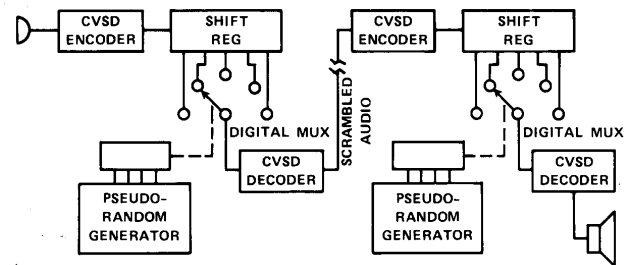 CVSD
ENCODER
SHIFT
REG
DIGITAL MUX
CVSD
DECODER
PSEUDO-
RANDOM
GENERATOR
SCRAMBLED
AUDIO
CVSD
ENCODER
SHIFT
REG
DIGITAL MUX
CVSD
DECODER
PSEUDO-
RANDOM
GENERATOR